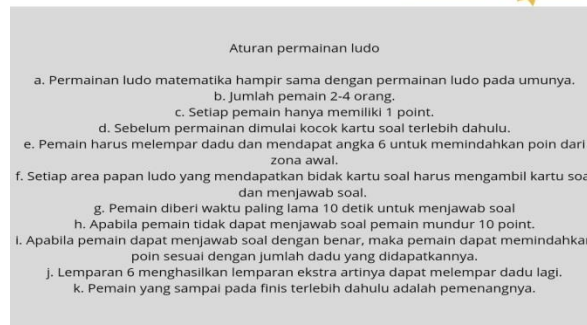 Aturan permainan ludo
a. Permainan ludo matematika hampir sama dengan permainan ludo pada umunya.
b. Jumlah pemain 2-4 orang.
c. Setiap pemain hanya memiliki 1 point.
d. Sebelum permainan dimulai kocok kartu soal terlebih dahulu.
e. Pemain harus melempar dadu dan mendapat angka 6 untuk memindahkan poin dari
zona awal.
f. Setiap area papan ludo yang mendapatkan bidak kartu soal harus mengambil kartu soa
dan menjawab soal.
g. Pemain diberi waktu paling lama 10 detik untuk menjawab soal
h. Apabila pemain tidak dapat menjawab soal pemain mundur 10 point.
i. Apabila pemain dapat menjawab soal dengan benar, maka pemain dapat memindahkan
poin sesuai dengan jumlah dadu yang didapatkannya.
j. Lemparan 6 menghasilkan lemparan ekstra artinya dapat melempar dadu lagi.
k. Pemain yang sampai pada finis terlebih dahulu adalah pemenangnya.